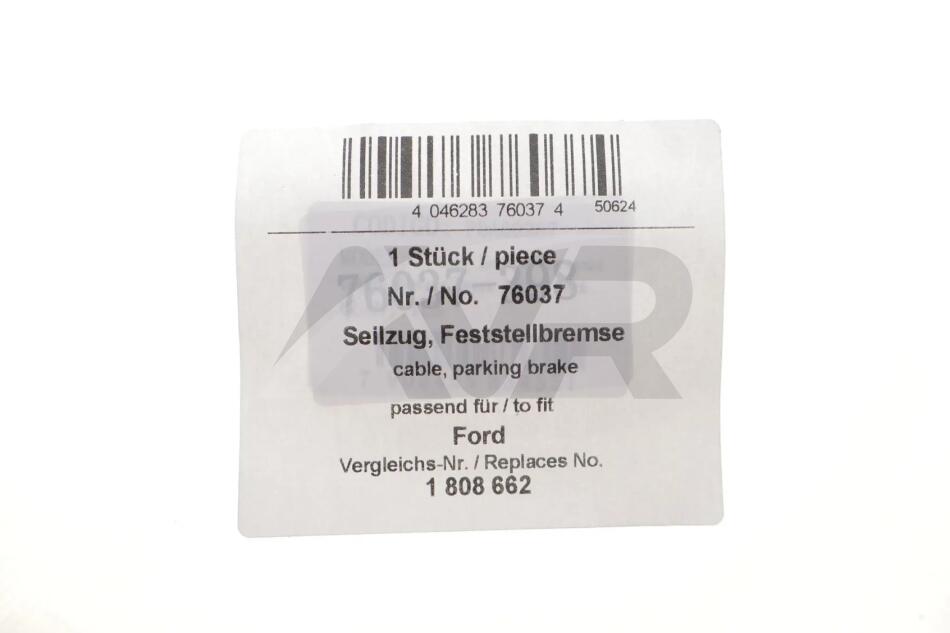 4 046283 76037 4 50624
1 Stück / piece
Nr. / No. 76037
Seilzug, Feststellbremse
cable, parking brake
passend für / to fit
Ford
Vergleichs-Nr. / Replaces No.
1 808 662
AVR